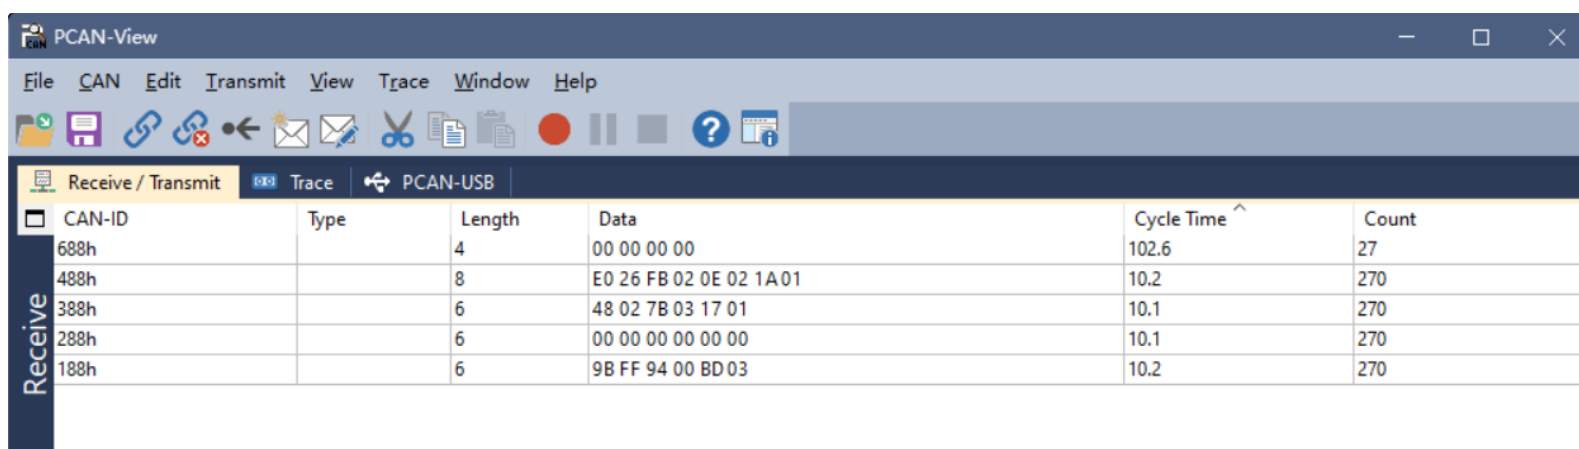 PCAN-View
File CAN Edit Transmit View Trace Window Help
Receive / Transmit Trace PCAN-USB
CAN-ID Type Length Data Cycle Time Count
688h 4 00 00 00 00 102.6 27
488h 8 E0 26 FB 02 0E 02 1A 01 10.2 270
388h 6 48 02 7B 03 17 01 10.1 270
288h 6 00 00 00 00 00 00 10.1 270
188h 6 9B FF 94 00 BD 03 10.2 270
Receive